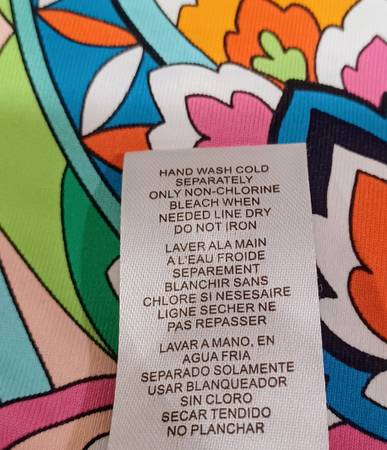 HAND WASH COLD
SEPARATELY
ONLY NON-CHLORINE
BLEACH WHEN
NEEDED LINE DRY
DO NOT IRON
LAVER ALA MAIN
A L'EAU FROIDE
SEPAREMENT
BLANCHIR SANS
CHLORE SI NESESAIRE
LIGNE SECHER NE
PAS REPASSER
LAVAR A MANO, EN
AGUA FRIA
SEPARADO SOLAMENTE
USAR BLANQUEADOR
SIN CLORO
SECAR TENDIDO
NO PLANCHAR